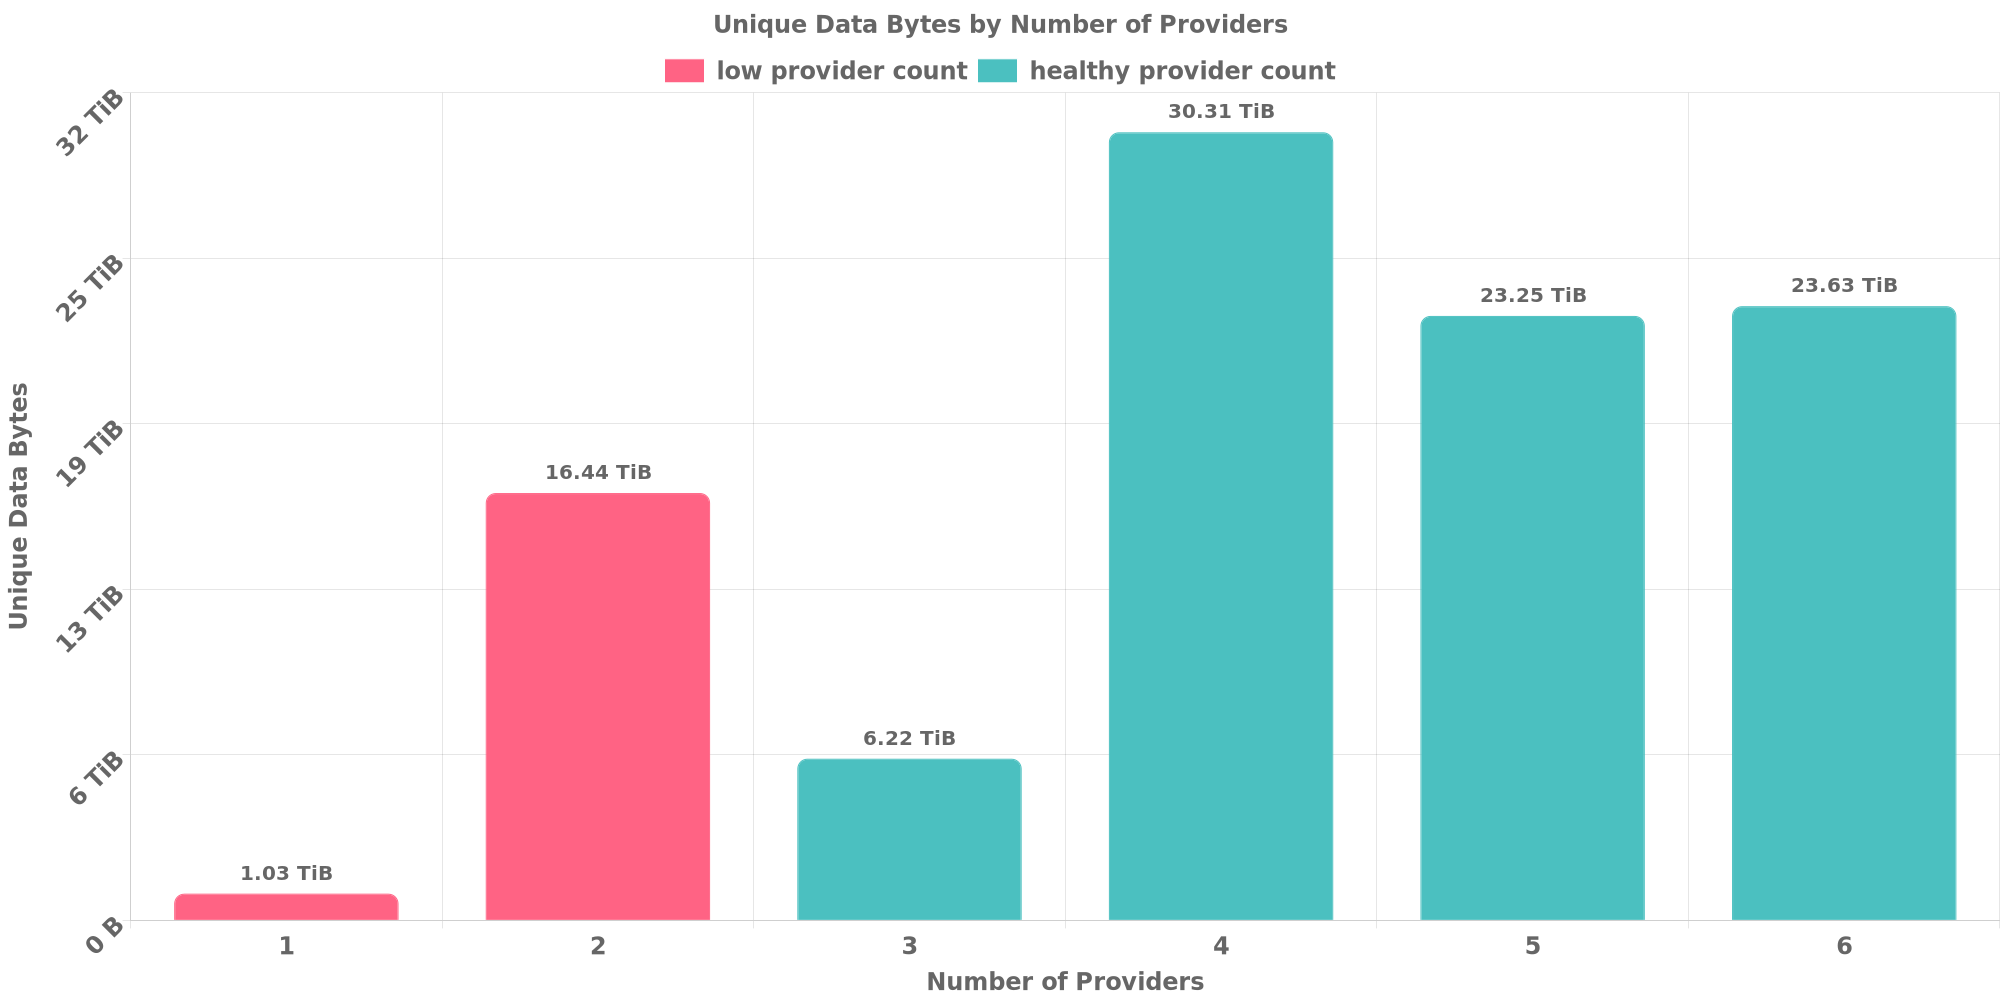 Unique Data Bytes by Number of Providers
low provider count healthy provider count
32 TiB
25 TiB
19 TiB
13 TiB
6 TiB
0 B
Unique Data Bytes
1.03 TiB
16.44 TiB
6.22 TiB
30.31 TiB
23.25 TiB
23.63 TiB
1 2 3 4 5 6
Number of Providers